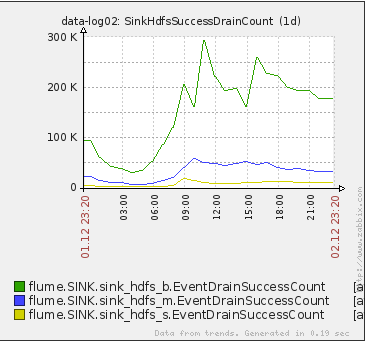 data-log02: SinkHdfsSuccessDrainCount (1d)
300 K
200 K
100 K
0
01.12 23:20
03:00
06:00
09:00
12:00
15:00
18:00
21:00
02.12 23:20
http://www.zabbix.com
flume.SINK.sink_hdfs_b.EventDrainSuccessCount [a
flume.SINK.sink_hdfs_m.EventDrainSuccessCount [a
flume.SINK.sink_hdfs_s.EventDrainSuccessCount [a
Data from trends. Generated in 0.19 sec